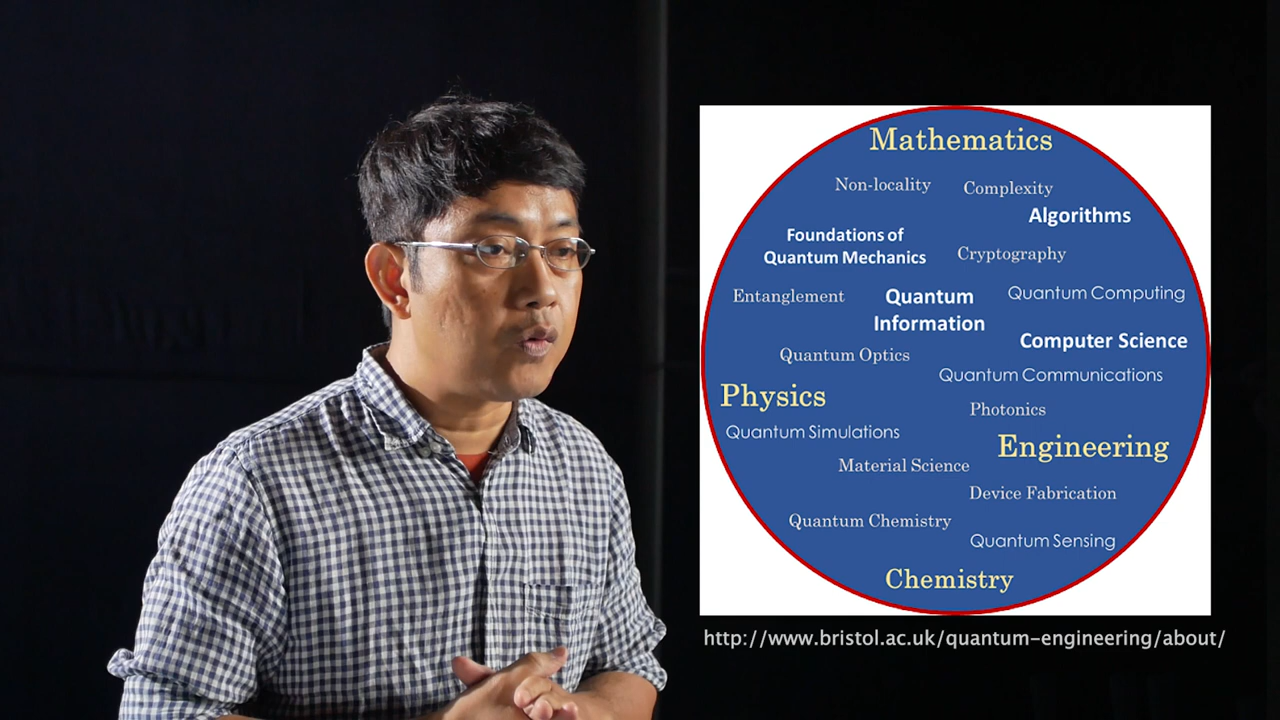 Mathematics
Non-locality Complexity
Algorithms
Foundations of
Quantum Mechanics
Cryptography
Entanglement
Quantum
Information
Quantum Computing
Computer Science
Quantum Optics
Quantum Communications
Physics
Photonics
Quantum Simulations
Engineering
Material Science
Device Fabrication
Quantum Chemistry
Quantum Sensing
Chemistry
http://www.bristol.ac.uk/quantum-engineering/about/